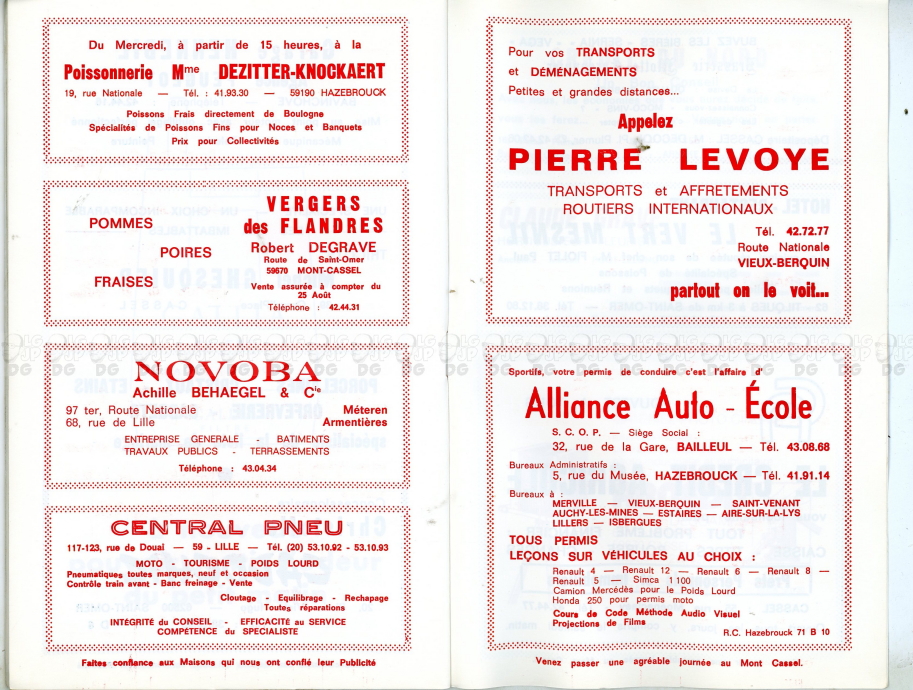 Du Mercredi, à partir de 15 heures, à la
Poissonnerie Mme DEZITTER-KNOCKAERT
19, rue Nationale — Tél. : 41.93.30 — 59190 HAZEBROUCK
Poissons Frais directement de Boulogne
Spécialités de Poissons Fins pour Noces et Banquets
Prix pour Collectivités
POMMES
POIRES
FRAISES
VERGERS
des FLANDRES
Robert DEGRAVE
Route de Saint-Omer
59670 MONT-CASSEL
Vente assurée à compter du
25 Août
Téléphone : 42.44.31
NOVOBA
Achille BEHAEGEL & Cie
97 ter, Route Nationale Méteren
68, rue de Lille Armentières
ENTREPRISE GENERALE - BATIMENTS
TRAVAUX PUBLICS - TERRASSEMENTS
Téléphone : 43.04.34
CENTRAL PNEU
117-123, rue de Douai — 59 - LILLE — Tél. (20) 53.10.92 - 53.10.93
MOTO - TOURISME - POIDS LOURD
Pneumatiques toutes marques, neuf et occasion
Contrôle train avant - Banc freinage - Vente
Cloutage - Equilibrage - Rechapage
Toutes réparations
INTÉGRITÉ du CONSEIL - EFFICACITÉ au SERVICE
COMPÉTENCE du SPECIALISTE
Faites confiance aux Maisons qui nous ont confié leur Publicité
Pour vos TRANSPORTS
et DÉMÉNAGEMENTS
Petites et grandes distances...
Appelez
PIERRE LEVOYE
TRANSPORTS et AFFRETEMENTS
ROUTIERS INTERNATIONAUX
Tél. 42.72.77
Route Nationale
VIEUX-BERQUIN
partout on le voit...
Sportifs, votre permis de conduire c'est l'affaire d'
Alliance Auto - École
S. C. O. P. — Siège Social :
32, rue de la Gare, BAILLEUL — Tél. 43.08.68
Bureaux Administratifs :
5, rue du Musée, HAZEBROUCK — Tél. 41.91.14
Bureaux à :
MERVILLE — VIEUX-BERQUIN — SAINT-VENANT
AUCHY-LES-MINES — ESTAIRES — AIRE-SUR-LA-LYS
LILLERS — ISBERGUES
TOUS PERMIS
LEÇONS SUR VÉHICULES AU CHOIX :
Renault 4 — Renault 12 — Renault 6 — Renault 8 —
Renault 5 — Simca 1 100
Camion Mercédès pour le Poids Lourd
Honda 250 pour permis moto
Cours de Code Méthode Audio Visuel
Projections de Films
R.C. Hazebrouck 71 B 10
Venez passer une agréable journée au Mont Cassel.